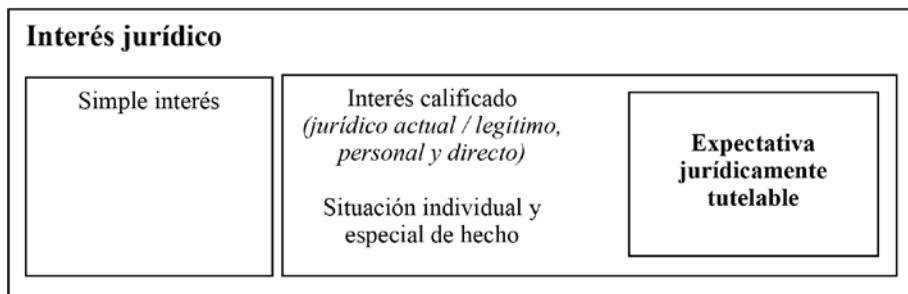 Interés jurídico
Simple interés
Interés calificado
(jurídico actual / legítimo,
personal y directo)
Situación individual y
especial de hecho
Expectativa
jurídicamente
tutelable